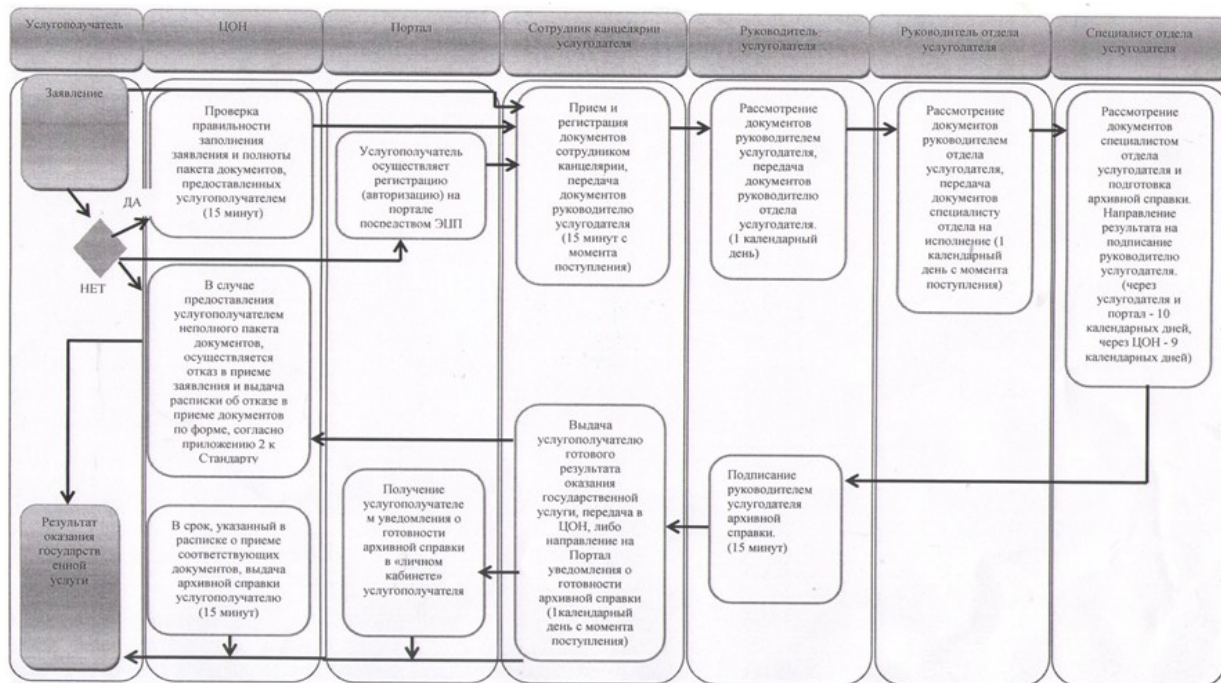 Услугополучатель
ЦОН
Портал
Сотрудник канцелярии
услугодателя
Руководитель
услугодателя
Руководитель отдела
услугодателя
Специалист отдела
услугодателя
Заявление
ДА
НЕТ
Результат
оказания
государств
енной
услуги
Проверка
правильности
заполнения
заявления и полноты
пакета документов,
предоставленных
услугополучателем
(15 минут)
В случае
предоставления
услугополучателем
неполного пакета
документов,
осуществляется
отказ в приеме
заявления и выдача
расписки об отказе в
приеме документов
по форме, согласно
приложению 2 к
Стандарту
В срок, указанный в
расписке о приеме
соответствующих
документов, выдача
архивной справки
услугополучателю
(15 минут)
Услугополучатель
осуществляет
регистрацию
(авторизацию) на
портале
посредством ЭЦП
Получение
услугополучателе
м уведомления о
готовности
архивной справки
в «личном
кабинете»
услугополучателя
Прием и
регистрация
документов
сотрудником
канцелярии,
передача
документов
руководителю
услугодателя
(15 минут с
момента
поступления)
Выдача
услугополучателю
готового
результата
оказания
государственной
услуги, передача в
ЦОН, либо
направление на
Портал
уведомления о
готовности
архивной справки
(1календарный
день с момента
поступления)
Рассмотрение
документов
руководителем
услугодателя,
передача
документов
руководителю
отдела
услугодателя.
(1 календарный
день)
Подписание
руководителем
услугодателя
архивной
справки.
(15 минут)
Рассмотрение
документов
руководителем
отдела
услугодателя,
передача
документов
специалисту
отдела на
исполнение (1
календарный
день с момента
поступления)
Рассмотрение
документов
специалистом
отдела
услугодателя и
подготовка
архивной справки.
Направление
результата на
подписание
руководителю
услугодателя.
(через
услугодателя и
портал - 10
календарных дней,
через ЦОН - 9
календарных дней)